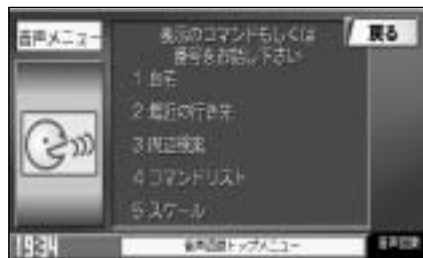 音声メニュー
表示のコマンドもしくは
番号をお話し下さい
戻る
1 自宅
2 最近の行き先
3 周辺検索
4 コマンドリスト
5 スケール
19:34
音声認識トップメニュー
音声認識